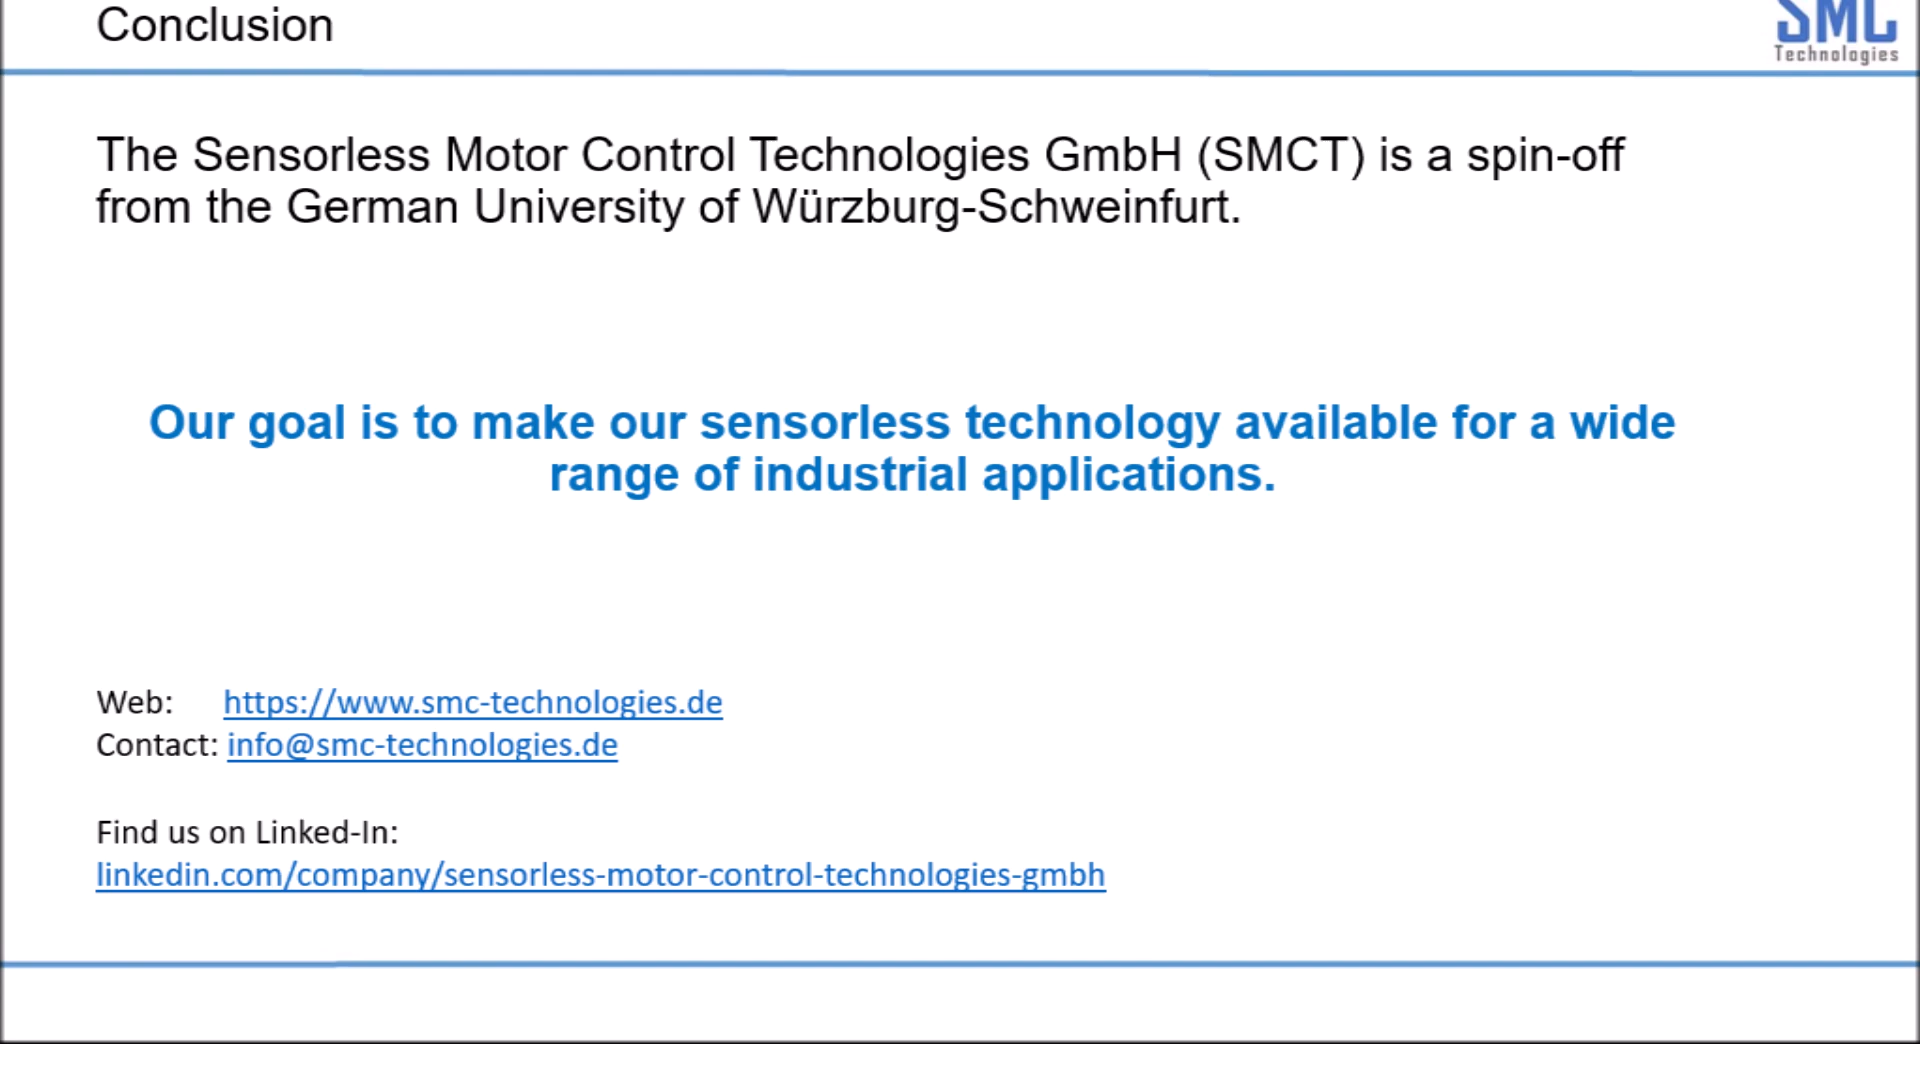 Conclusion
SMC
Technologies
The Sensorless Motor Control Technologies GmbH (SMCT) is a spin-off
from the German University of Würzburg-Schweinfurt.
Our goal is to make our sensorless technology available for a wide
range of industrial applications.
Web: https://www.smc-technologies.de
Contact: info@smc-technologies.de
Find us on Linked-In:
linkedin.com/company/sensorless-motor-control-technologies-gmbh